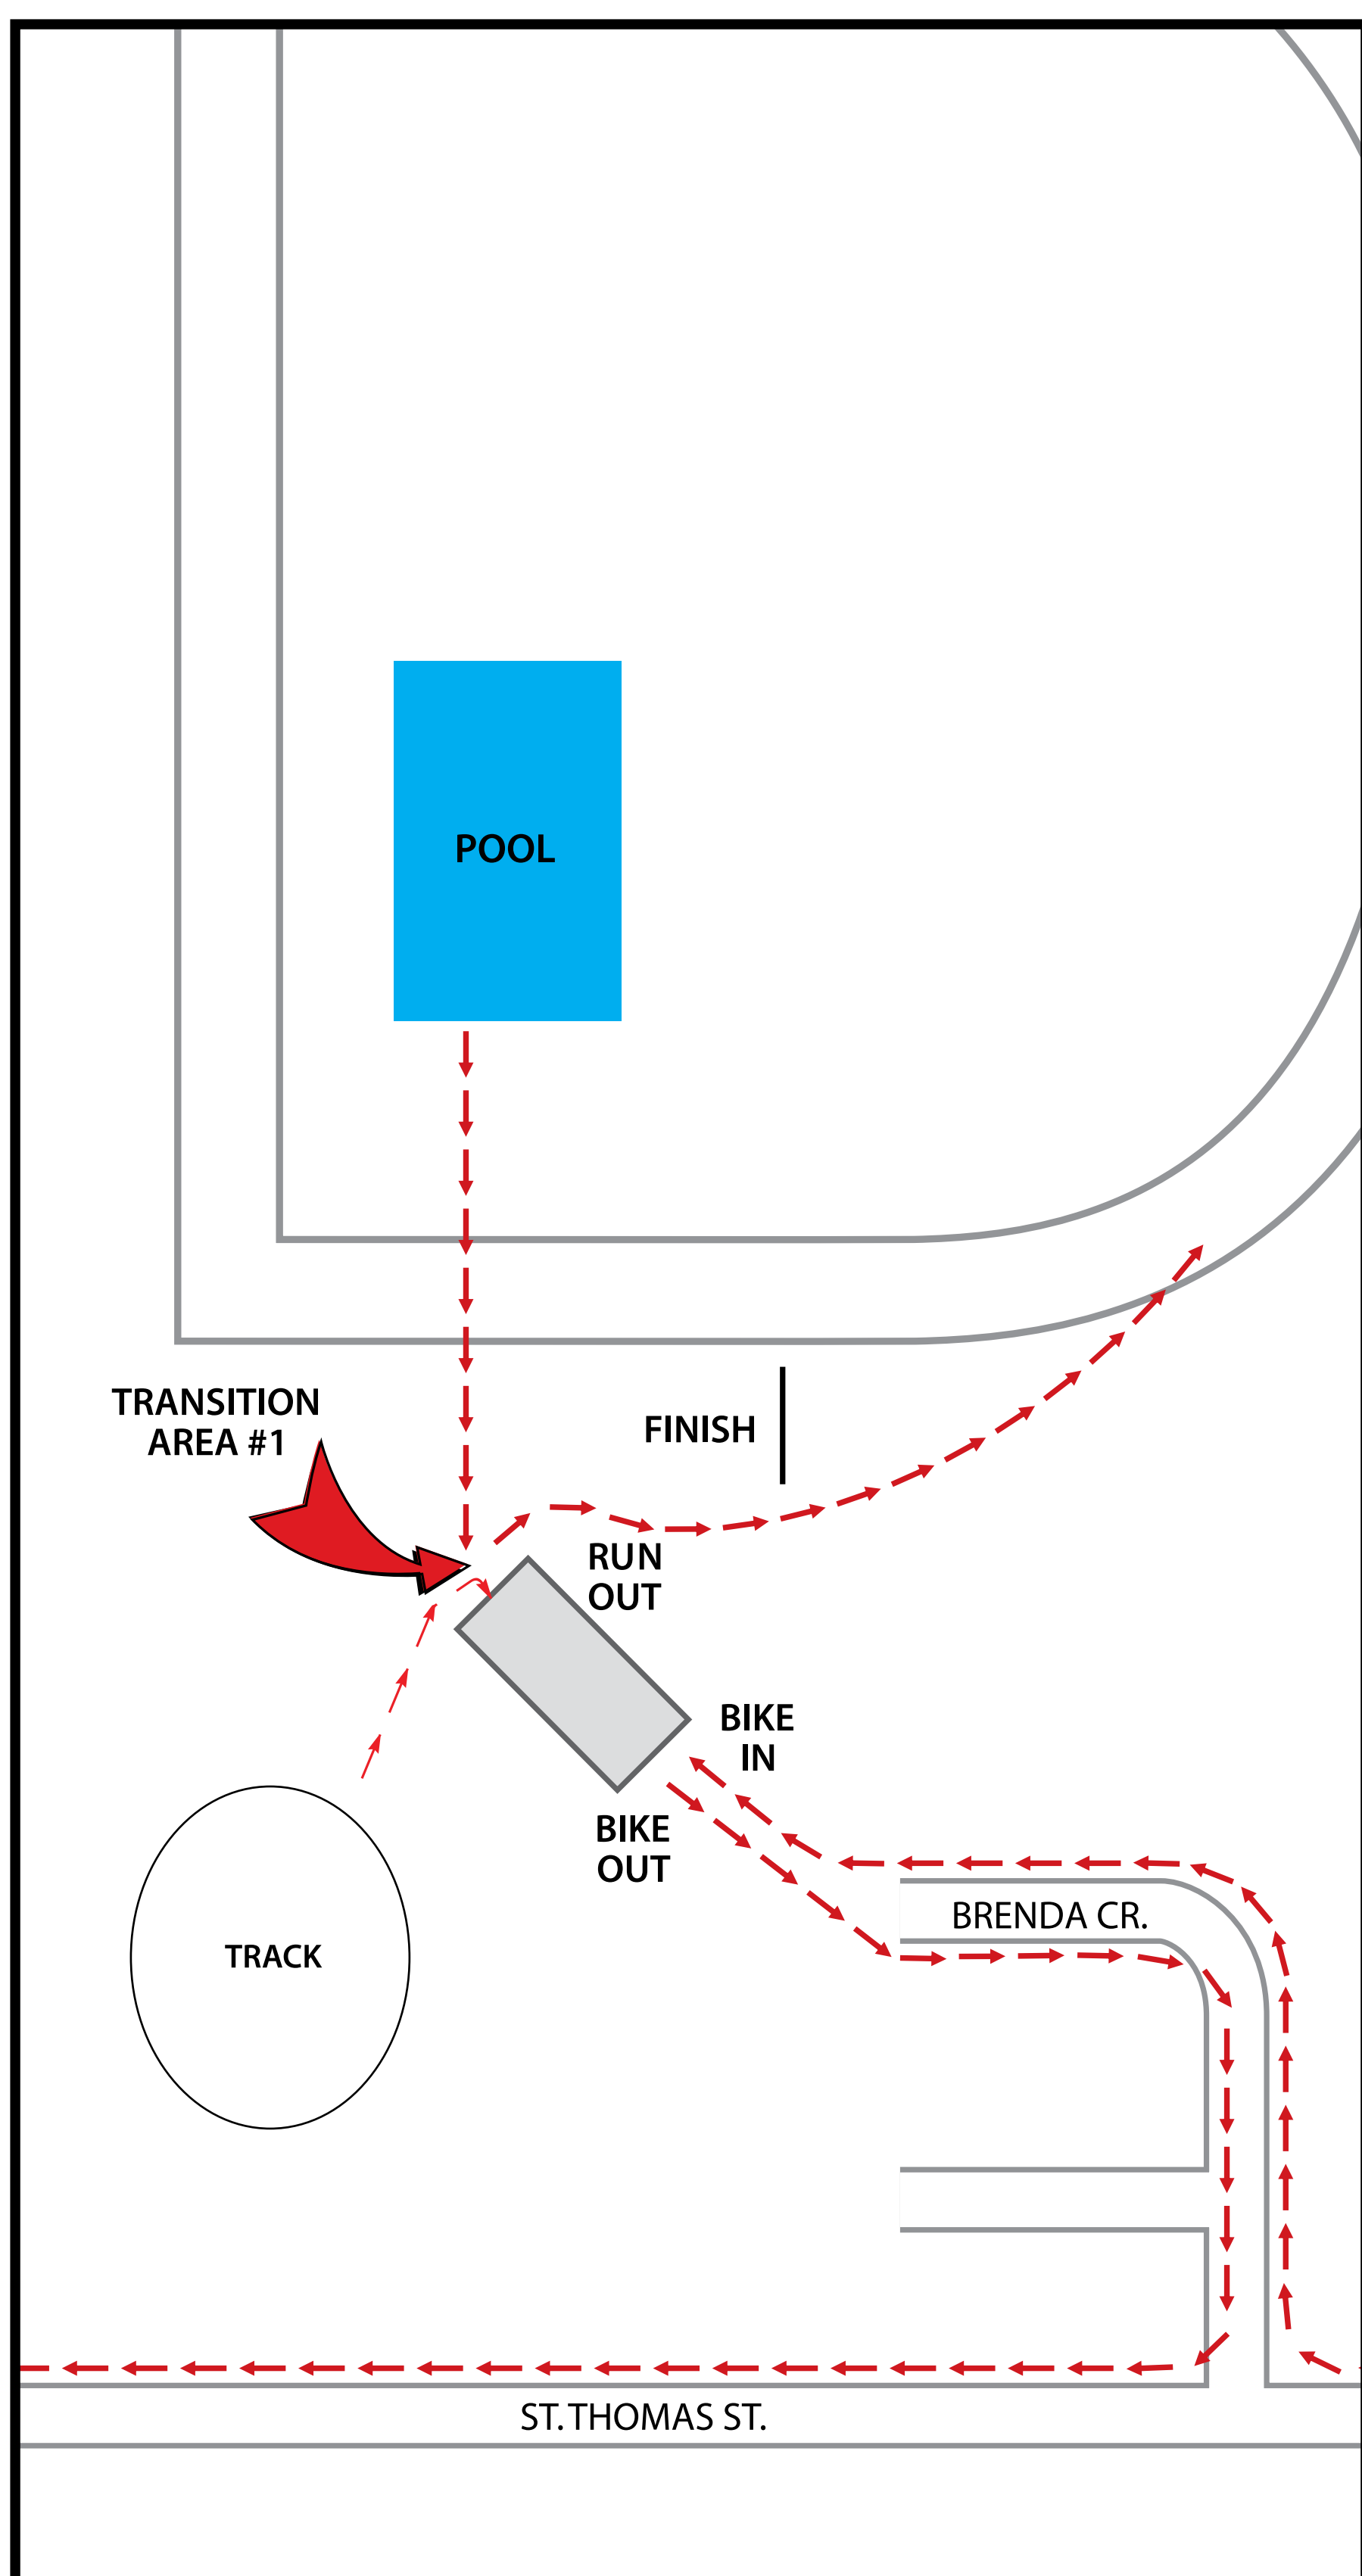 POOL
TRANSITION
AREA #1
FINISH
RUN
OUT
BIKE
IN
BIKE
OUT
BRENDA CR.
TRACK
ST. THOMAS ST.